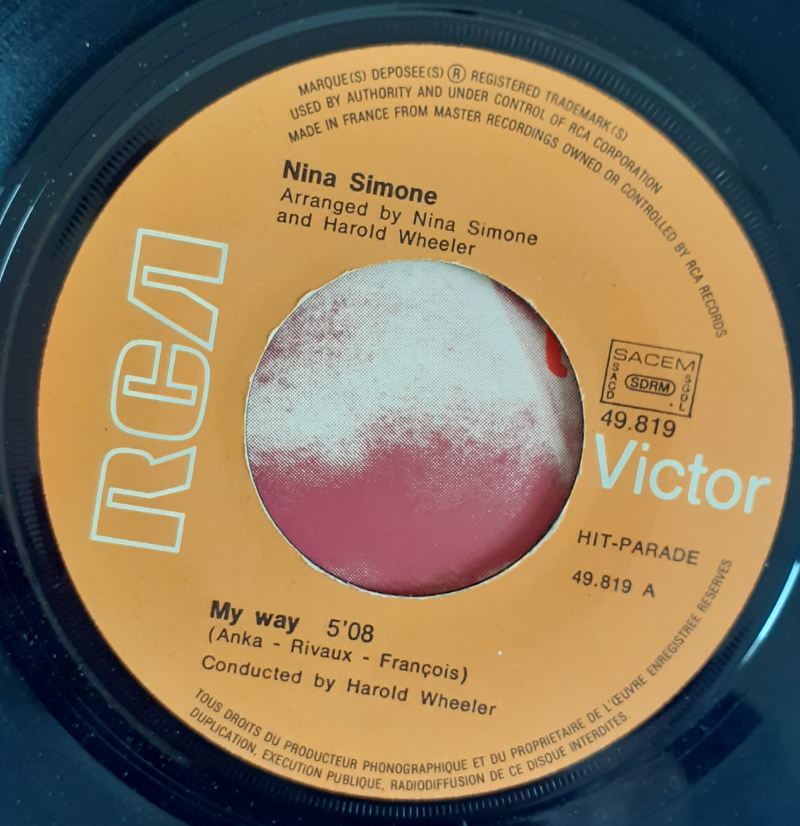 MARQUE(S) DEPOSEE(S) ® REGISTERED TRADEMARK(S)
USED BY AUTHORITY AND UNDER CONTROL OF RCA CORPORATION
MADE IN FRANCE FROM MASTER RECORDINGS OWNED OR CONTROLLED BY RCA RECORDS
Nina Simone
Arranged by Nina Simone
and Harold Wheeler
RCA
SACEM
SACD SDRM SGDL
49.819
Victor
HIT-PARADE
49.819 A
My way 5'08
(Anka - Rivaux - François)
Conducted by Harold Wheeler
TOUS DROITS DU PRODUCTEUR PHONOGRAPHIQUE ET DU PROPRIETAIRE DE L'ŒUVRE ENREGISTREE RESERVES
DUPLICATION, EXECUTION PUBLIQUE, RADIODIFFUSION DE CE DISQUE INTERDITES.